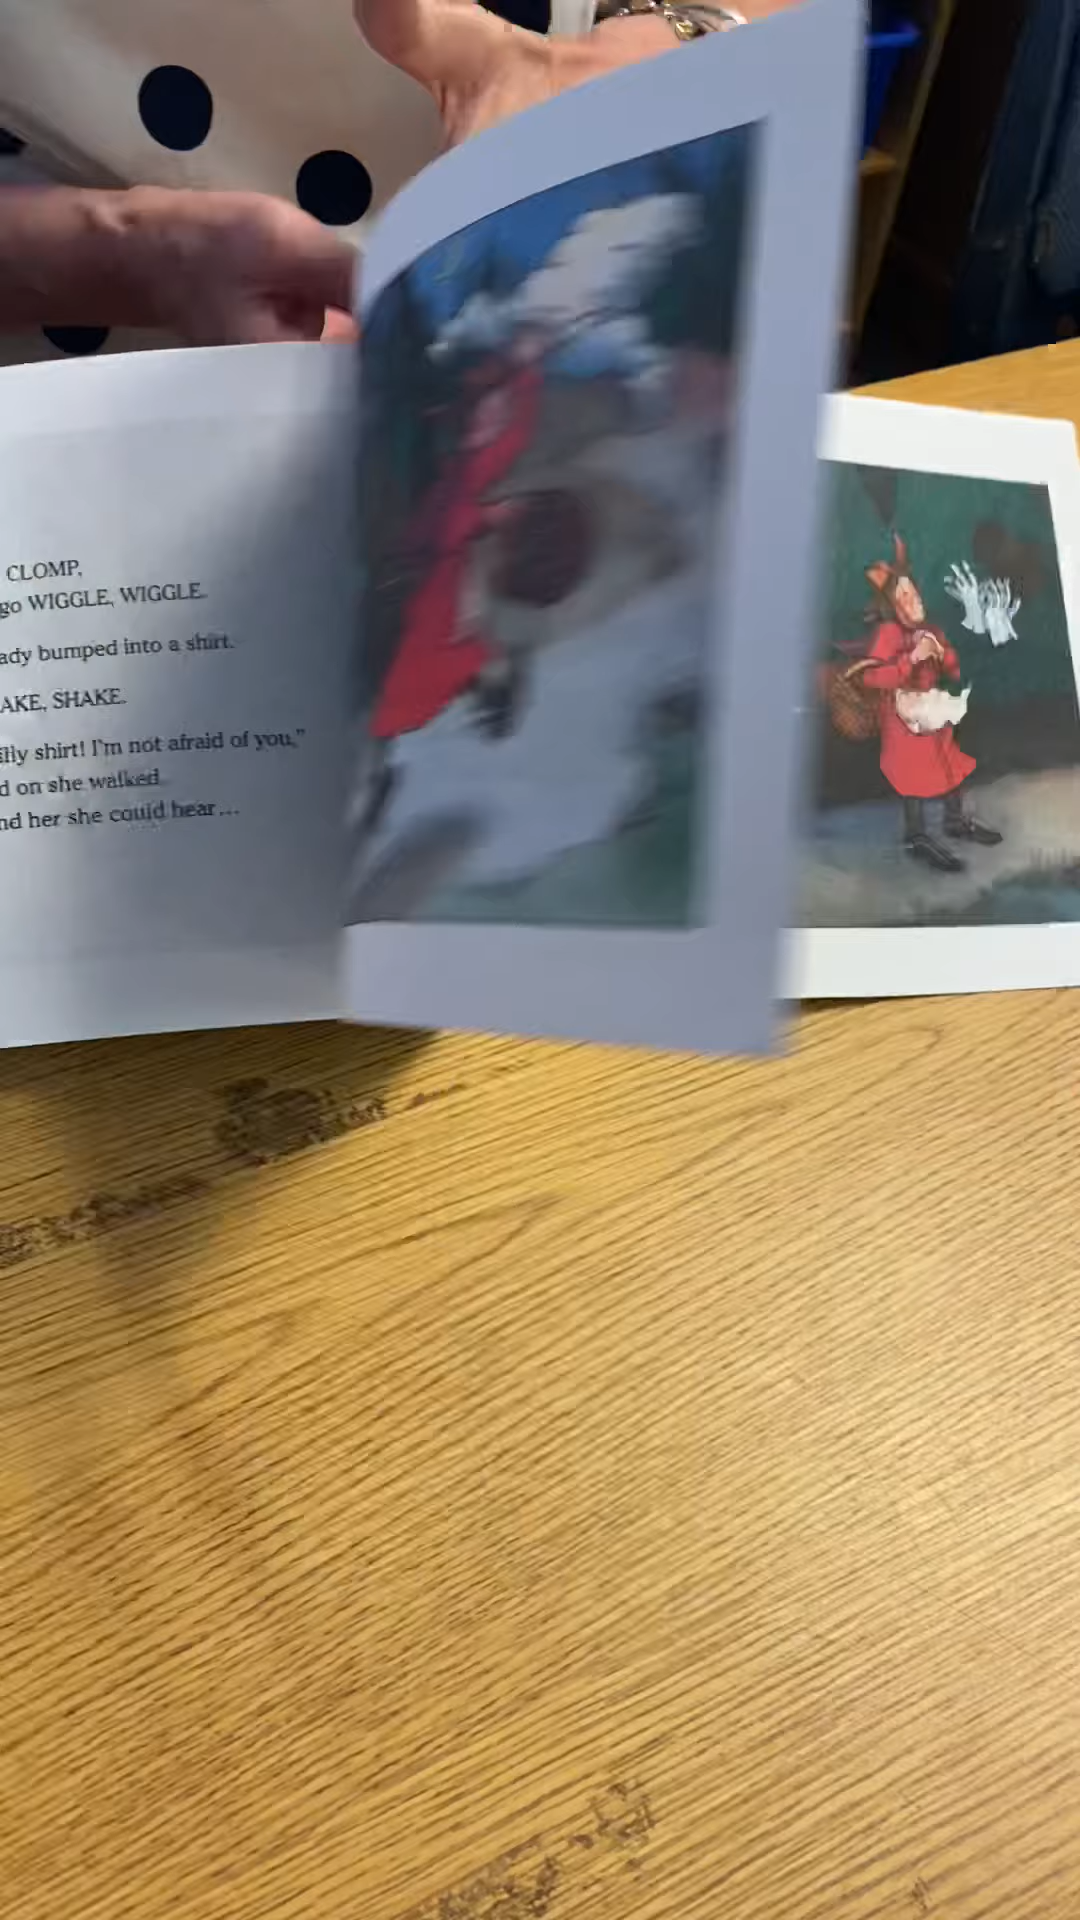 CLOMP,
go WIGGLE, WIGGLE.
ady bumped into a shirt.
AKE, SHAKE.
illy shirt! I'm not afraid of you,"
d on she walked.
nd her she could hear...